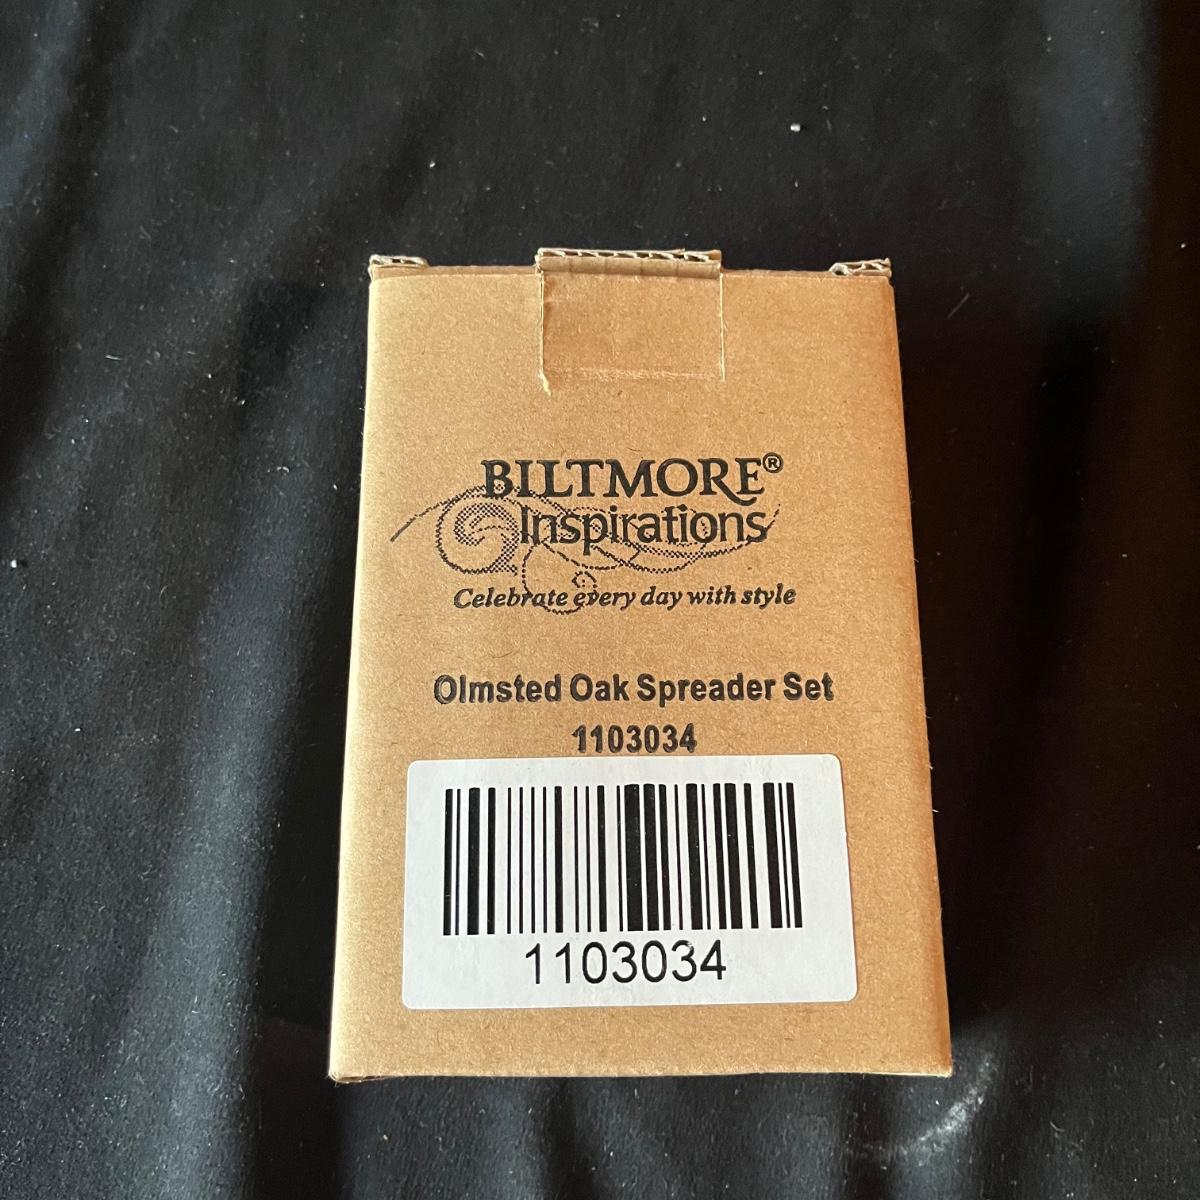 BILTMORE®
Inspirations
Celebrate every day with style
Olmsted Oak Spreader Set
1103034
1103034